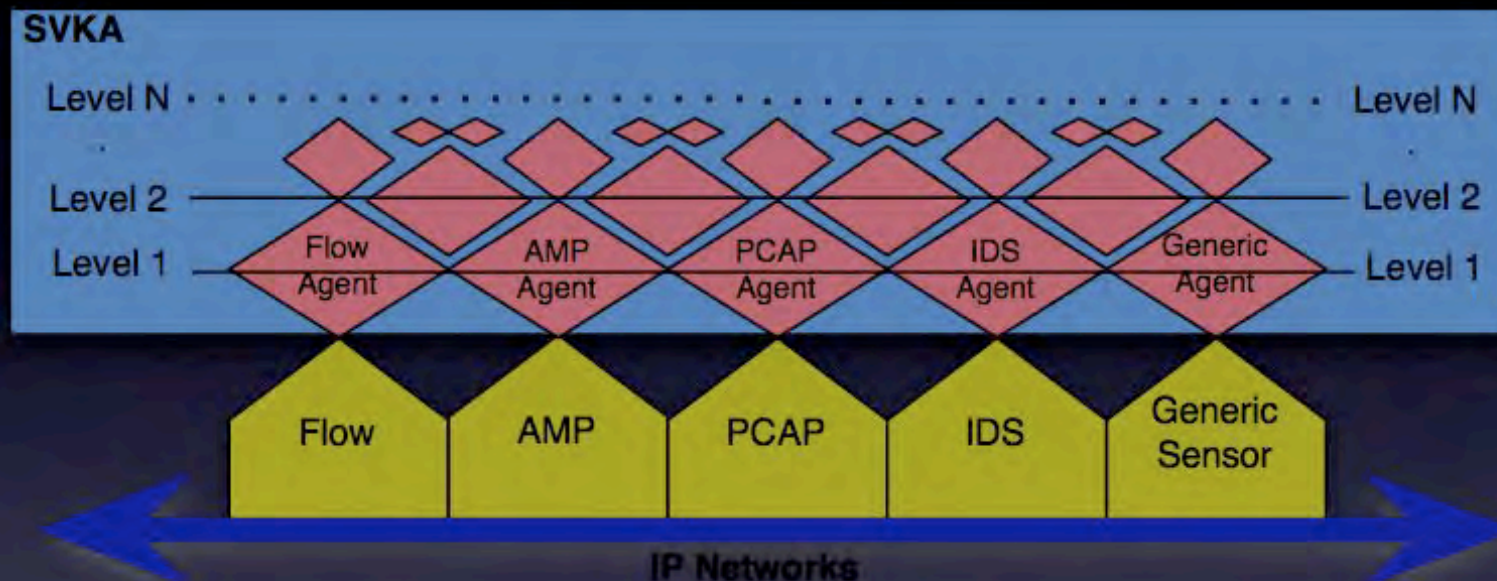 SVKA
Level N
Level N
Level 2
Level 2
Level 1
Level 1
Flow
Agent
AMP
Agent
PCAP
Agent
IDS
Agent
Generic
Agent
Flow
AMP
PCAP
IDS
Generic
Sensor
IP Networks